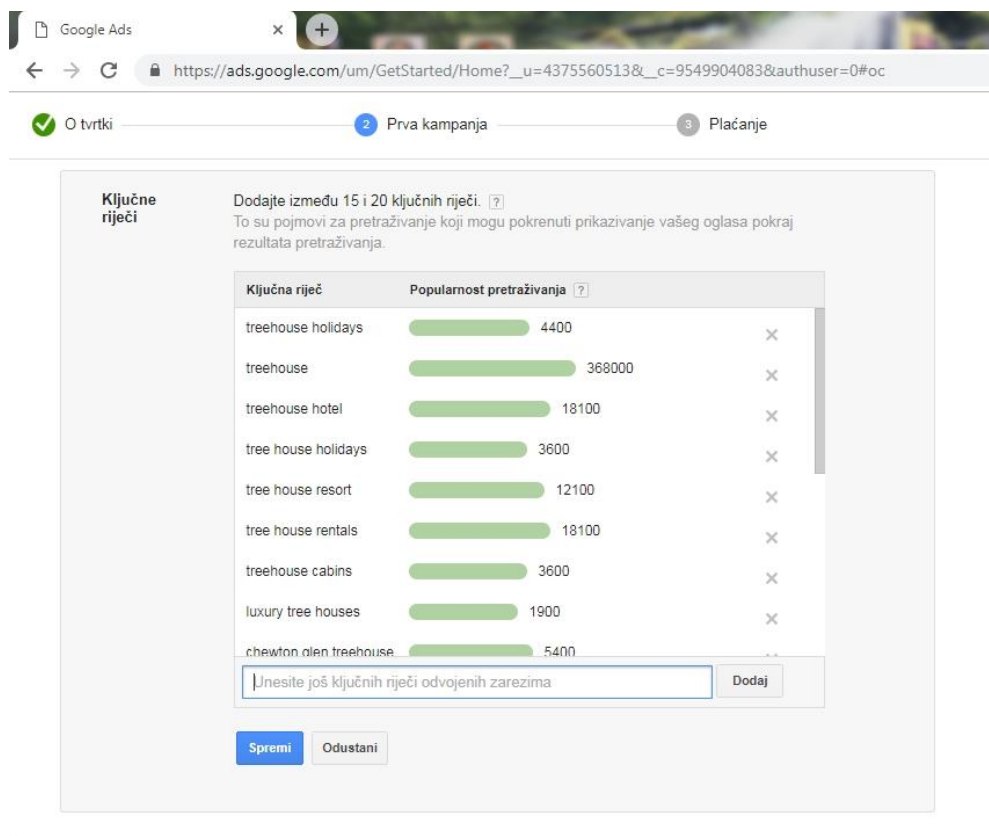 Google Ads
https://ads.google.com/um/GetStarted/Home?__u=4375560513&__c=9549904083&authuser=0#oc
O tvrtki
2 Prva kampanja
3 Plaćanje
Ključne
riječi
Dodajte između 15 i 20 ključnih riječi. ?
To su pojmovi za pretraživanje koji mogu pokrenuti prikazivanje vašeg oglasa pokraj
rezultata pretraživanja.
Ključna riječ Popularnost pretraživanja ?
treehouse holidays 4400
treehouse 368000
treehouse hotel 18100
tree house holidays 3600
tree house resort 12100
tree house rentals 18100
treehouse cabins 3600
luxury tree houses 1900
chewton glen treehouse 5400
Unesite još ključnih riječi odvojenih zarezima Dodaj
Spremi Odustani